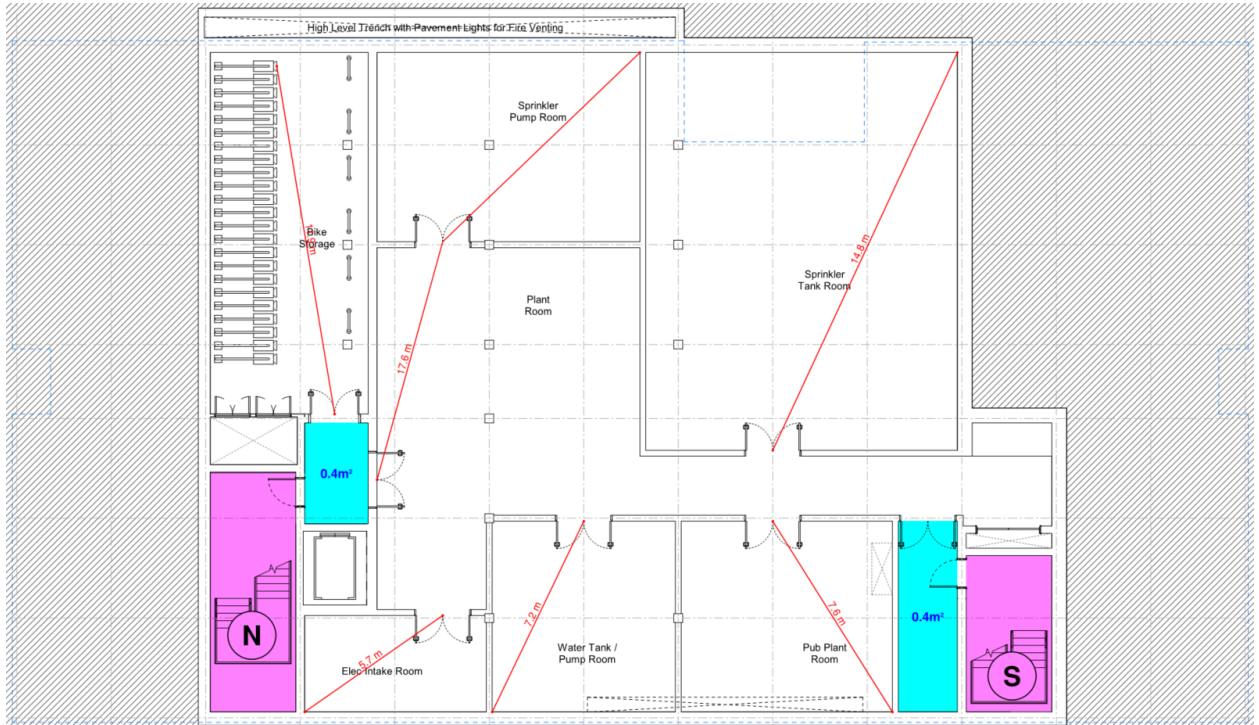 High Level Trench with Pavement Lights for Fire Venting
Sprinkler
Pump Room
Bike
Storage
17.6 m
Plant
Room
14.8 m
Sprinkler
Tank Room
0.4m²
N
5.7 m
Elec Intake Room
7.2 m
Water Tank /
Pump Room
7.6 m
Pub Plant
Room
0.4m²
S